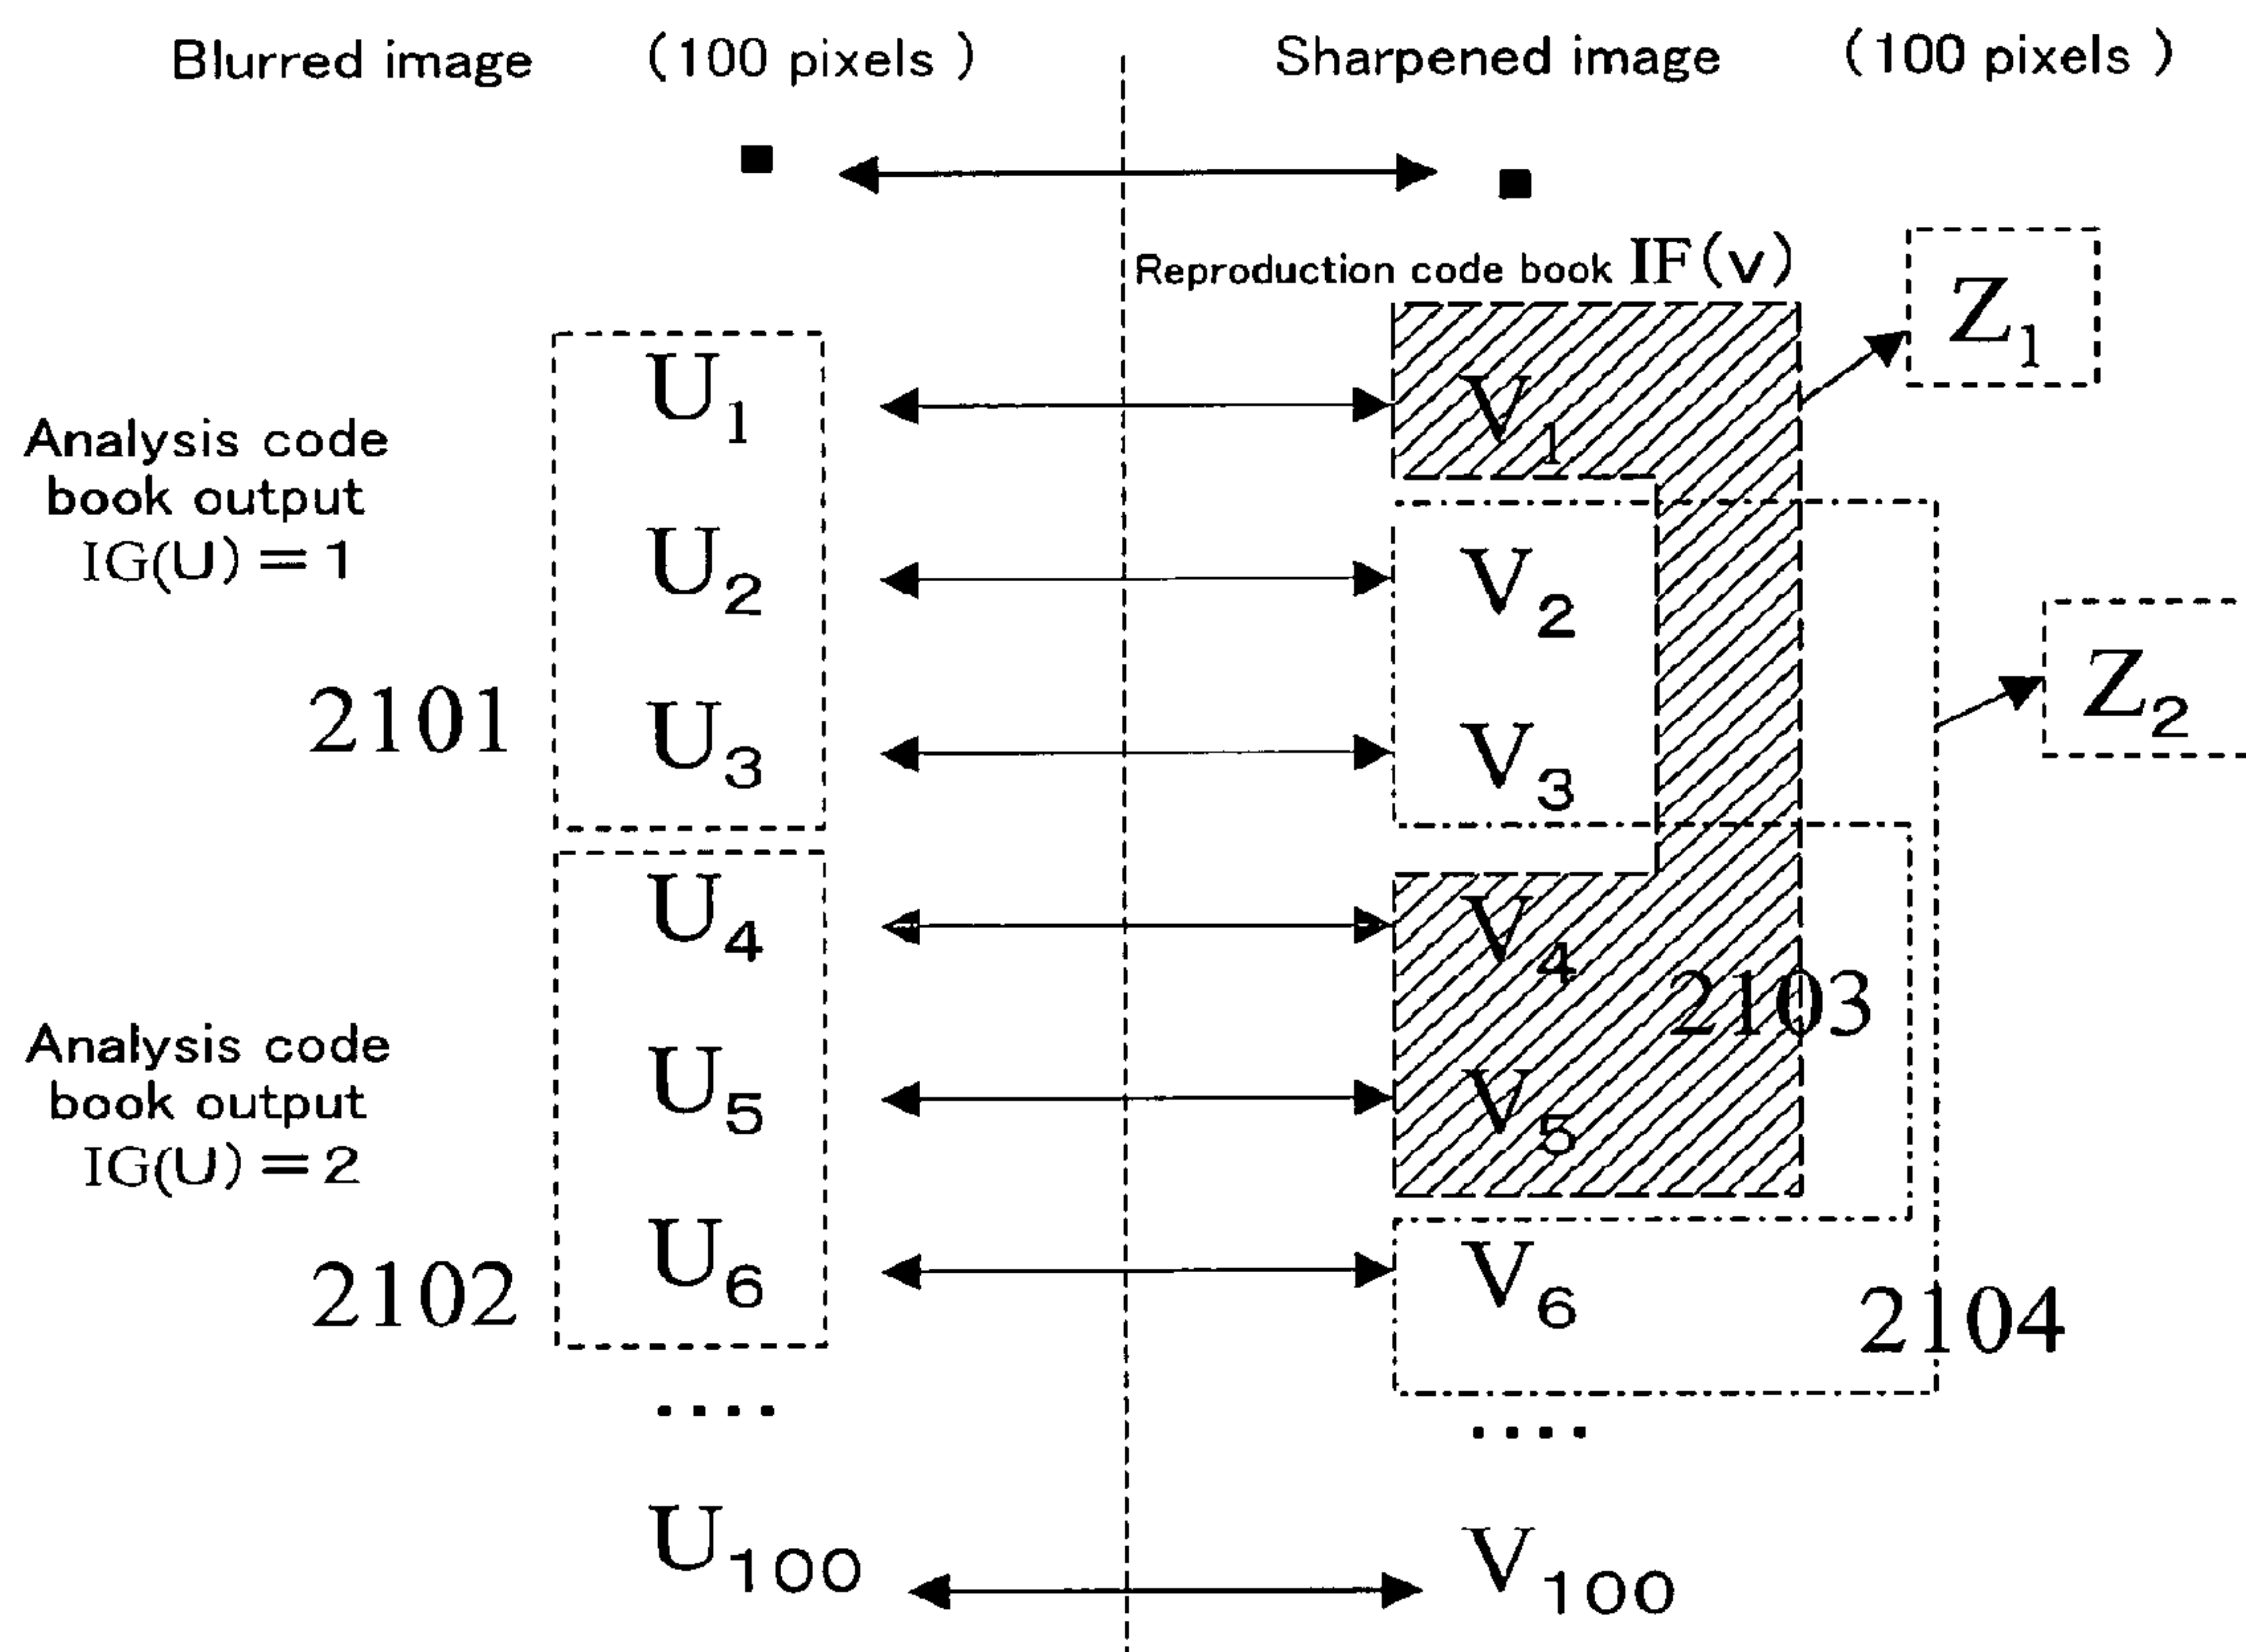 Blurred image (100 pixels ) Sharpened image (100 pixels )
Reproduction code book IF(v)
Z1
Analysis code
book output
IG(U)=1
2101
U1 V1
U2 V2
U3 V3
Z2
Analysis code
book output
IG(U)=2
2102
U4 V4
2103
U5 V5
U6 V6
2104
....
....
U100 V100